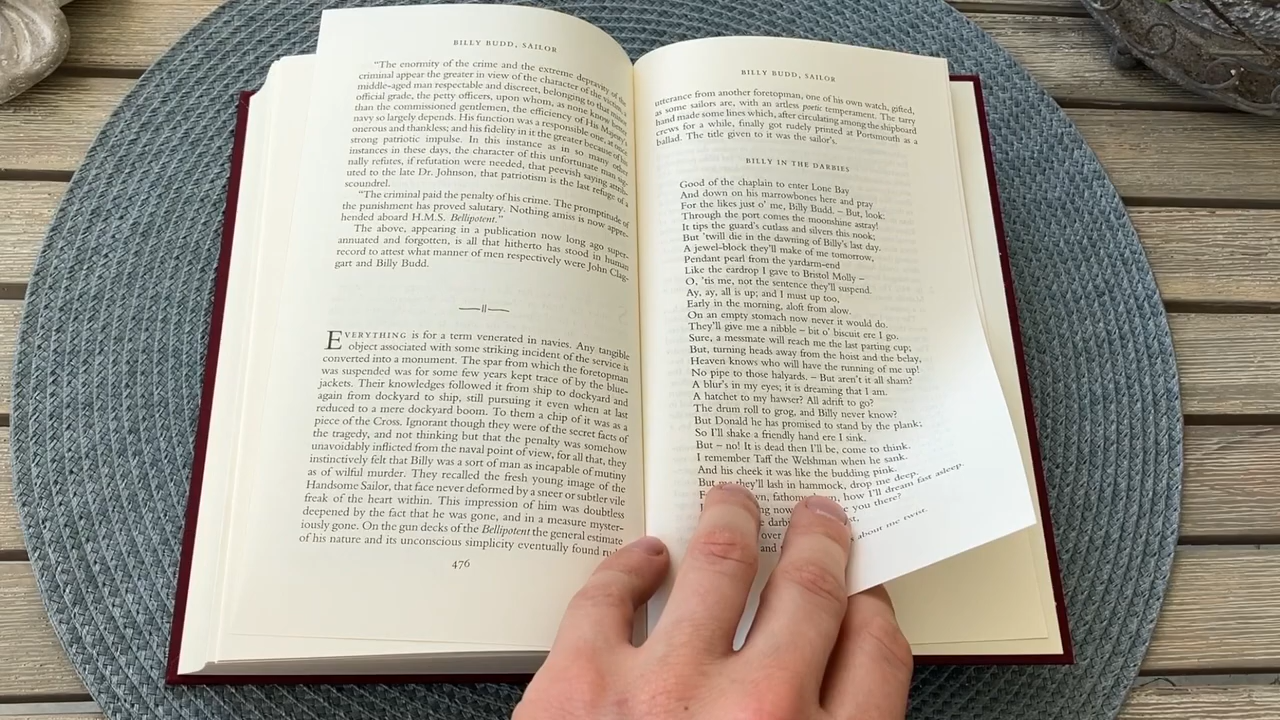 BILLY BUDD, SAILOR
"The enormity of the crime and the extreme depravity of the
criminal appear the greater in view of the character of the victim, a
middle-aged man respectable and discreet, belonging to that minor
official grade, the petty officers, upon whom, as none know better
than the commissioned gentlemen, the efficiency of His Majesty's
navy so largely depends. His function was a responsible one, at once
onerous and thankless; and his fidelity in it the greater because of his
strong patriotic impulse. In this instance as in so many other
instances in these days, the character of this unfortunate man sig-
nally refutes, if refutation were needed, that peevish saying attrib-
uted to the late Dr. Johnson, that patriotism is the last refuge of a
scoundrel.
"The criminal paid the penalty of his crime. The promptitude of
the punishment has proved salutary. Nothing amiss is now appre-
hended aboard H.M.S. Bellipotent."
The above, appearing in a publication now long ago super-
annuated and forgotten, is all that hitherto has stood in human
record to attest what manner of men respectively were John Clag-
gart and Billy Budd.
EVERYTHING is for a term venerated in navies. Any tangible
object associated with some striking incident of the service is
converted into a monument. The spar from which the foretopman
was suspended was for some few years kept trace of by the blue-
jackets. Their knowledges followed it from ship to dockyard and
again from dockyard to ship, still pursuing it even when at last
reduced to a mere dockyard boom. To them a chip of it was as a
piece of the Cross. Ignorant though they were of the secret facts of
the tragedy, and not thinking but that the penalty was somehow
unavoidably inflicted from the naval point of view, for all that, they
instinctively felt that Billy was a sort of man as incapable of mutiny
as of wilful murder. They recalled the fresh young image of the
Handsome Sailor, that face never deformed by a sneer or subtler vile
freak of the heart within. This impression of him was doubtless
deepened by the fact that he was gone, and in a measure myster-
iously gone. On the gun decks of the Bellipotent the general estimate
of his nature and its unconscious simplicity eventually found
476
BILLY BUDD, SAILOR
utterance from another foretopman, one of his own watch, gifted,
as some sailors are, with an artless poetic temperament. The tarry
hand made some lines which, after circulating among the shipboard
crews for a while, finally got rudely printed at Portsmouth as a
ballad. The title given to it was the sailor's.
BILLY IN THE DARBIES
Good of the chaplain to enter Lone Bay
And down on his marrowbones here and pray
For the likes just o' me, Billy Budd. – But, look:
Through the port comes the moonshine astray!
It tips the guard's cutlass and silvers this nook;
But 'twill die in the dawning of Billy's last day.
A jewel-block they'll make of me tomorrow,
Pendant pearl from the yardarm-end
Like the eardrop I gave to Bristol Molly –
O, 'tis me, not the sentence they'll suspend.
Ay, ay, all is up; and I must up too,
Early in the morning, aloft from alow.
On an empty stomach now never it would do.
They'll give me a nibble – bit o' biscuit ere I go.
Sure, a messmate will reach me the last parting cup;
But, turning heads away from the hoist and the belay,
Heaven knows who will have the running of me up!
No pipe to those halyards. – But aren't it all sham?
A blur's in my eyes; it is dreaming that I am.
A hatchet to my hawser? All adrift to go?
The drum roll to grog, and Billy never know?
But Donald he has promised to stand by the plank;
So I'll shake a friendly hand ere I sink.
But – no! It is dead then I'll be, come to think.
I remember Taff the Welshman when he sank.
And his cheek it was like the budding pink.
But me they'll lash in hammock, drop me deep.
fathoms how I'll dream fast asleep.
now. you there?
darbies
over about me twist.
and